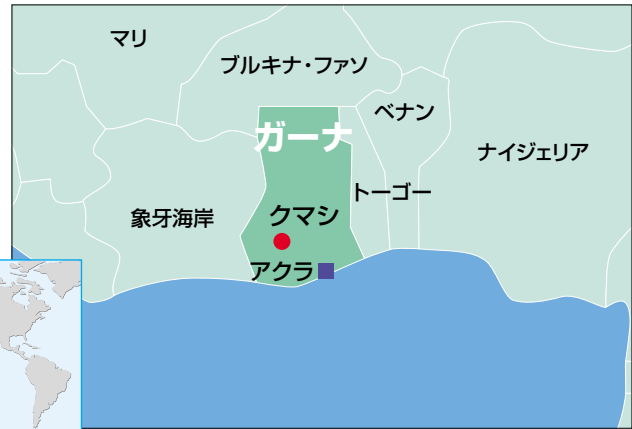 マリ
ブルキナ・ファソ
ベナン
ガーナ
ナイジェリア
トーゴー
象牙海岸
クマシ
アクラ